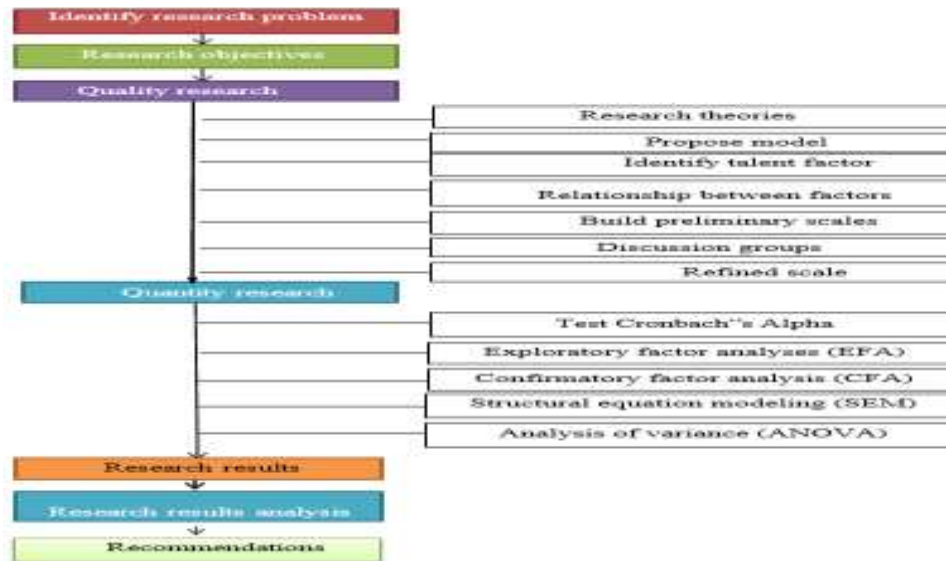 Identify research problem
Research objectives
Quality research
Research theories
Propose model
Identify talent factor
Relationship between factors
Build preliminary scales
Discussion groups
Refined scale
Quantity research
Test Cronbach"s Alpha
Exploratory factor analyses (EFA)
Confirmatory factor analysis (CFA)
Structural equation modeling (SEM)
Analysis of variance (ANOVA)
Research results
Research results analysis
Recommendations